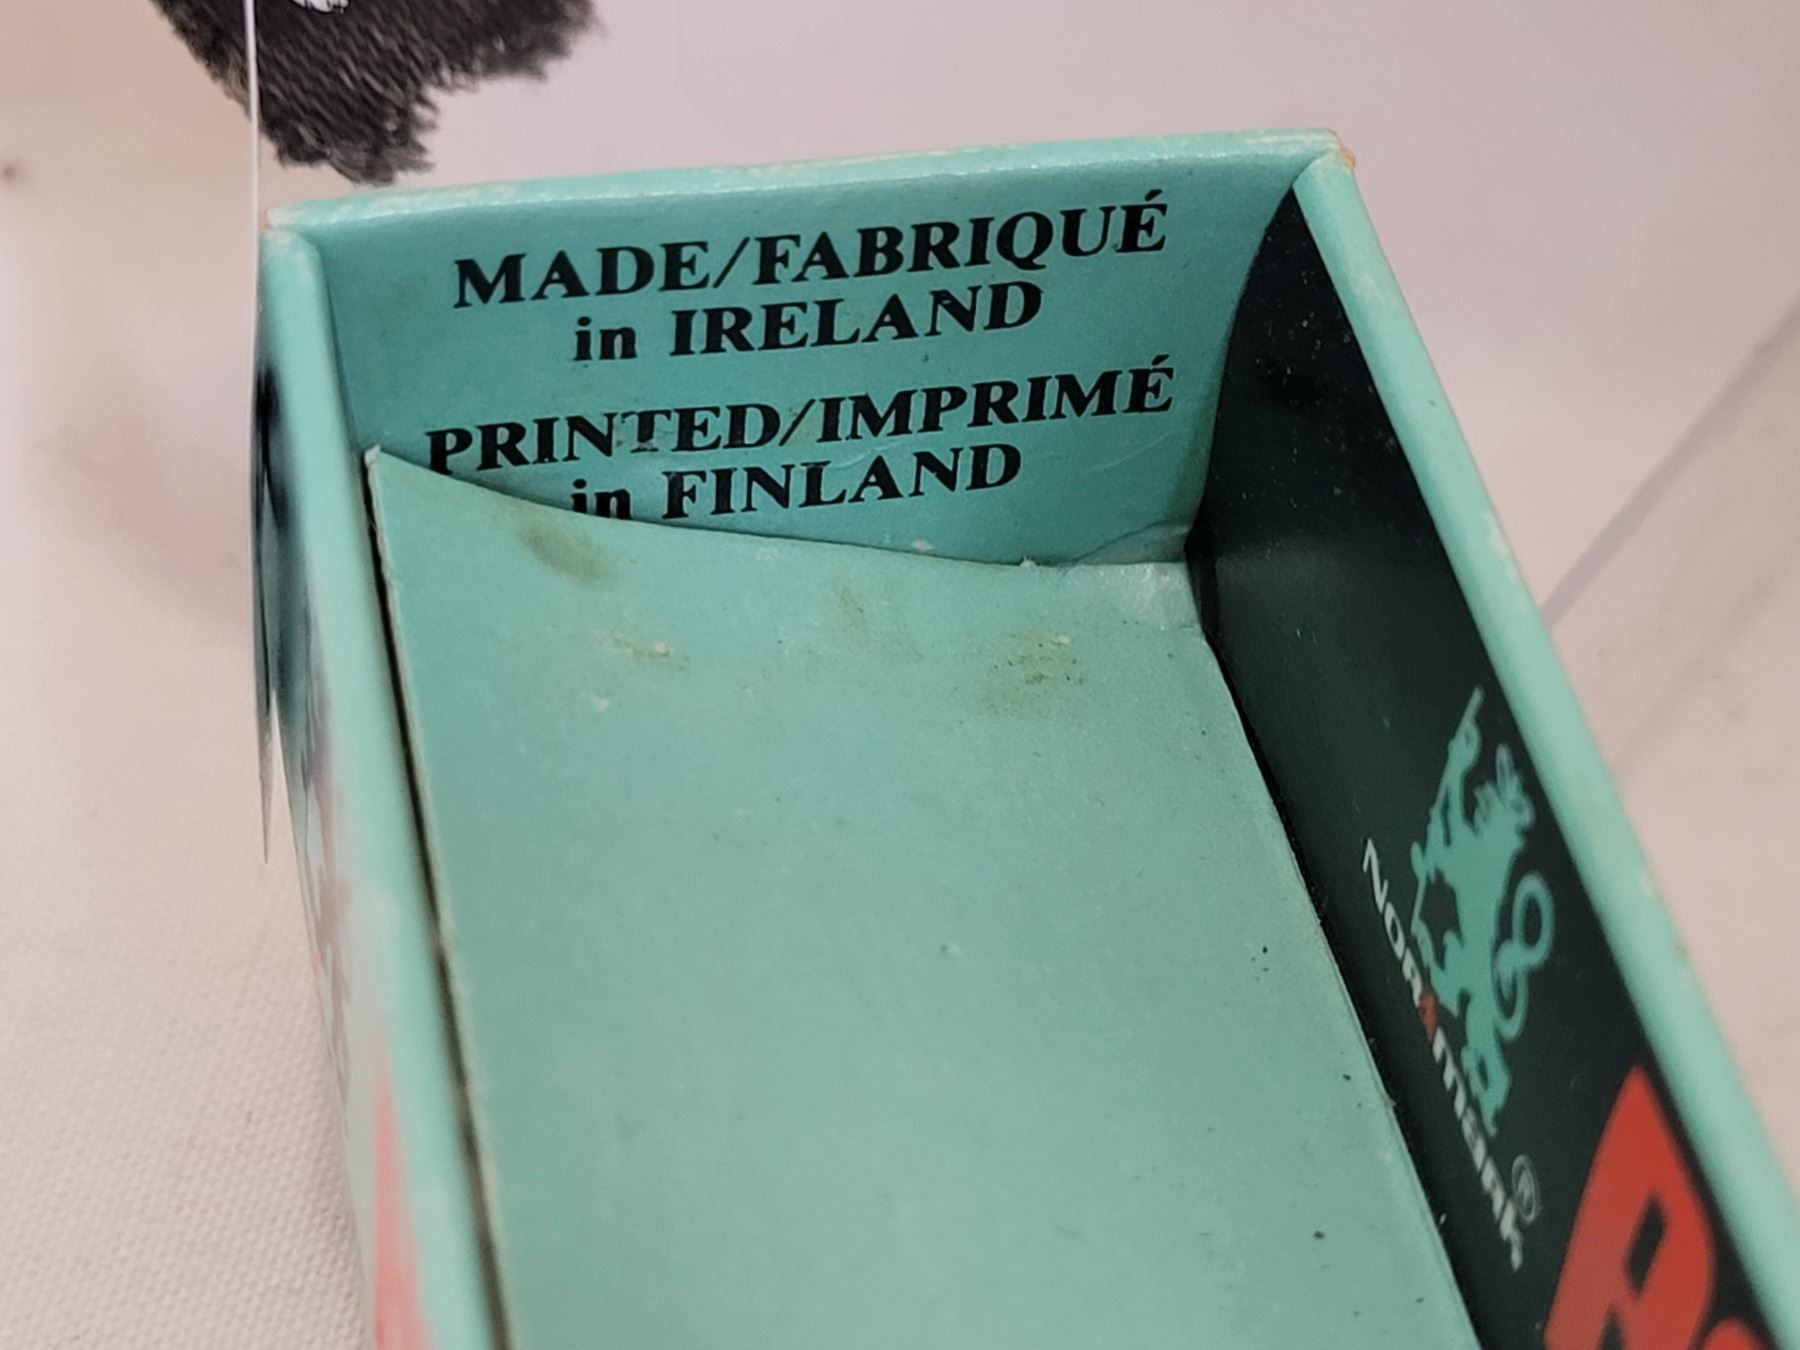 MADE/FABRIQUÉ
in IRELAND
PRINTED/IMPRIMÉ
in FINLAND
NORMARK®